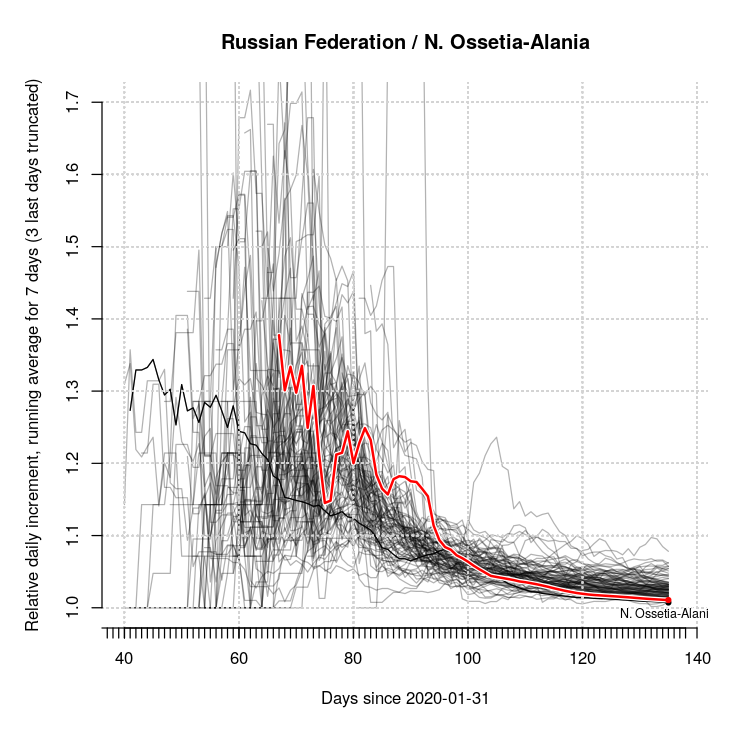 Russian Federation / N. Ossetia-Alania
Relative daily increment, running average for 7 days (3 last days truncated)
1.7
1.6
1.5
1.4
1.3
1.2
1.1
1.0
N. Ossetia-Alani
40 60 80 100 120 140
Days since 2020-01-31